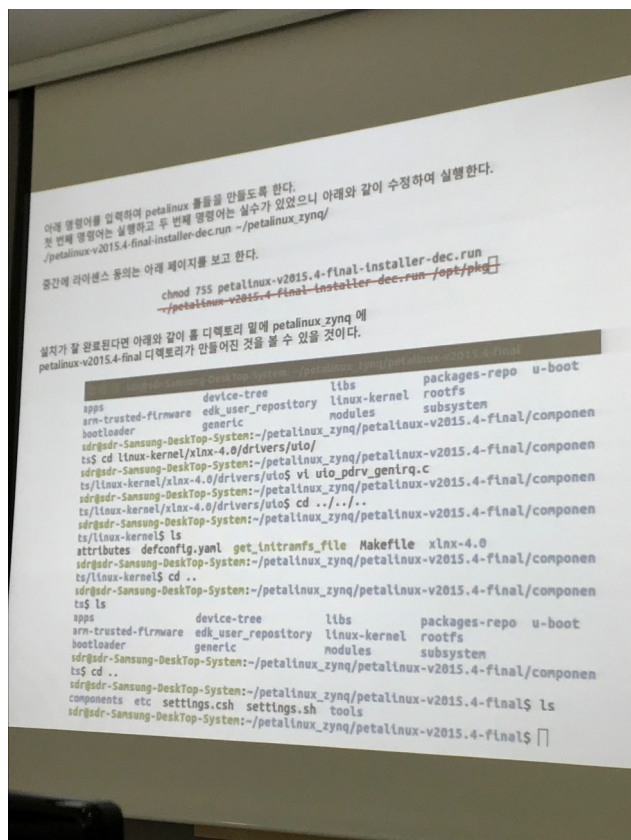 아래 명령어를 입력하여 petalinux 툴들을 만들도록 한다.
첫 번째 명령어는 실행하고 두 번째 명령어는 실수가 있었으니 아래와 같이 수정하여 실행한다.
./petalinux-v2015.4-final-installer-dec.run ~/petalinux_zynq/
중간에 라이센스 동의는 아래 페이지를 보고 한다.
chmod 755 petalinux-v2015.4-final-installer-dec.run
./petalinux-v2015.4-final-installer-dec.run /opt/pkg
설치가 잘 완료된다면 아래와 같이 홈 디렉토리 밑에 petalinux_zynq 에
petalinux-v2015.4-final 디렉토리가 만들어진 것을 볼 수 있을 것이다.
sdr@sdr-Samsung-DeskTop-System: ~/petalinux_zynq/petalinux-v2015.4-final
apps device-tree libs packages-repo u-boot
arm-trusted-firmware edk_user_repository linux-kernel rootfs
bootloader generic modules subsystem
sdr@sdr-Samsung-DeskTop-System:~/petalinux_zynq/petalinux-v2015.4-final/componen
ts$ cd linux-kernel/xlnx-4.0/drivers/uio/
sdr@sdr-Samsung-DeskTop-System:~/petalinux_zynq/petalinux-v2015.4-final/componen
ts/linux-kernel/xlnx-4.0/drivers/uio$ vi uio_pdrv_genirq.c
sdr@sdr-Samsung-DeskTop-System:~/petalinux_zynq/petalinux-v2015.4-final/componen
ts/linux-kernel/xlnx-4.0/drivers/uio$ cd ../../..
sdr@sdr-Samsung-DeskTop-System:~/petalinux_zynq/petalinux-v2015.4-final/componen
ts/linux-kernel$ ls
attributes defconfig.yaml get_initramfs_file Makefile xlnx-4.0
sdr@sdr-Samsung-DeskTop-System:~/petalinux_zynq/petalinux-v2015.4-final/componen
ts/linux-kernel$ cd ..
sdr@sdr-Samsung-DeskTop-System:~/petalinux_zynq/petalinux-v2015.4-final/componen
ts$ ls
apps device-tree libs packages-repo u-boot
arm-trusted-firmware edk_user_repository linux-kernel rootfs
bootloader generic modules subsystem
sdr@sdr-Samsung-DeskTop-System:~/petalinux_zynq/petalinux-v2015.4-final/componen
ts$ cd ..
sdr@sdr-Samsung-DeskTop-System:~/petalinux_zynq/petalinux-v2015.4-final$ ls
components etc settings.csh settings.sh tools
sdr@sdr-Samsung-DeskTop-System:~/petalinux_zynq/petalinux-v2015.4-final$